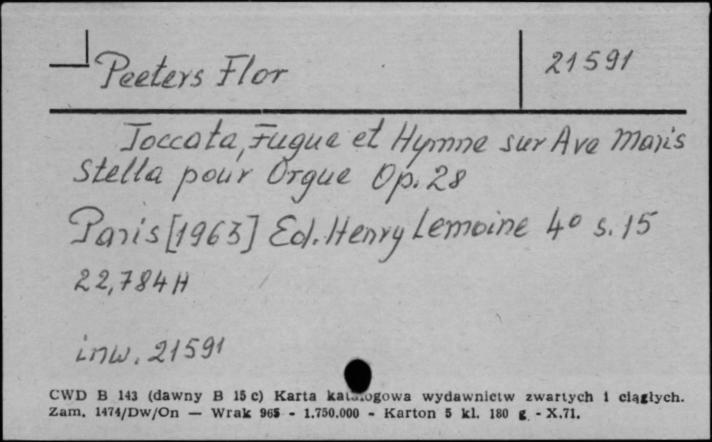 Peeters Flor
21591
Toccata, Fugue et Hymne sur Ave Maris
Stella pour Orgue Op. 28
Paris [1963] Ed. Henry Lemoine 4° s. 15
22,784 H
inw. 21591
CWD B 143 (dawny B 15 c) Karta katalogowa wydawnictw zwartych i ciągłych.
Zam. 1474/Dw/On — Wrak 965 - 1.750.000 - Karton 5 kl. 180 g - X.71.